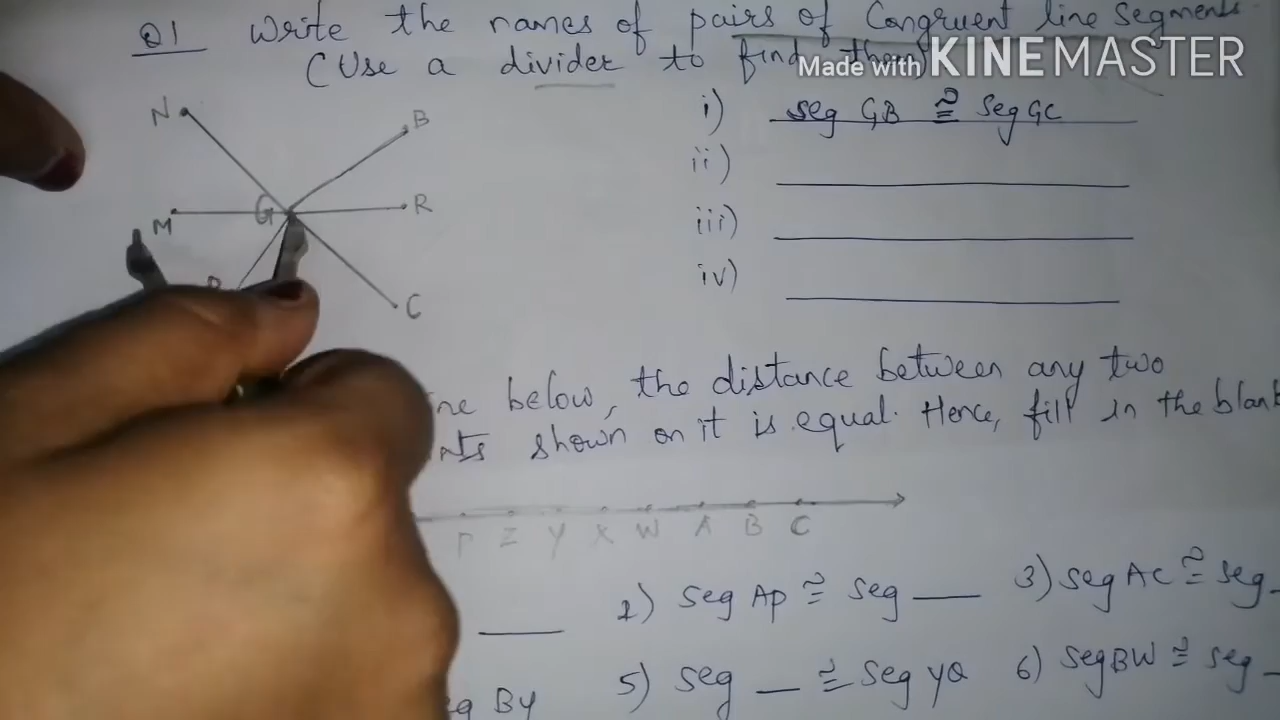 Q1 Write the names of pairs of Congruent line segments.
(Use a divider to find them)
Made with KINEMASTER
N
B
i) seg GB ≅ seg GC
ii)
M
G
R
iii)
iv)
C
below, the distance between any two
shown on it is equal. Hence, fill in the blank
P Z Y X W A B C
2) seg AP ≅ seg ___ 3) seg AC ≅ seg
5) seg __ ≅ seg YQ 6) seg BW ≅ seg
BY